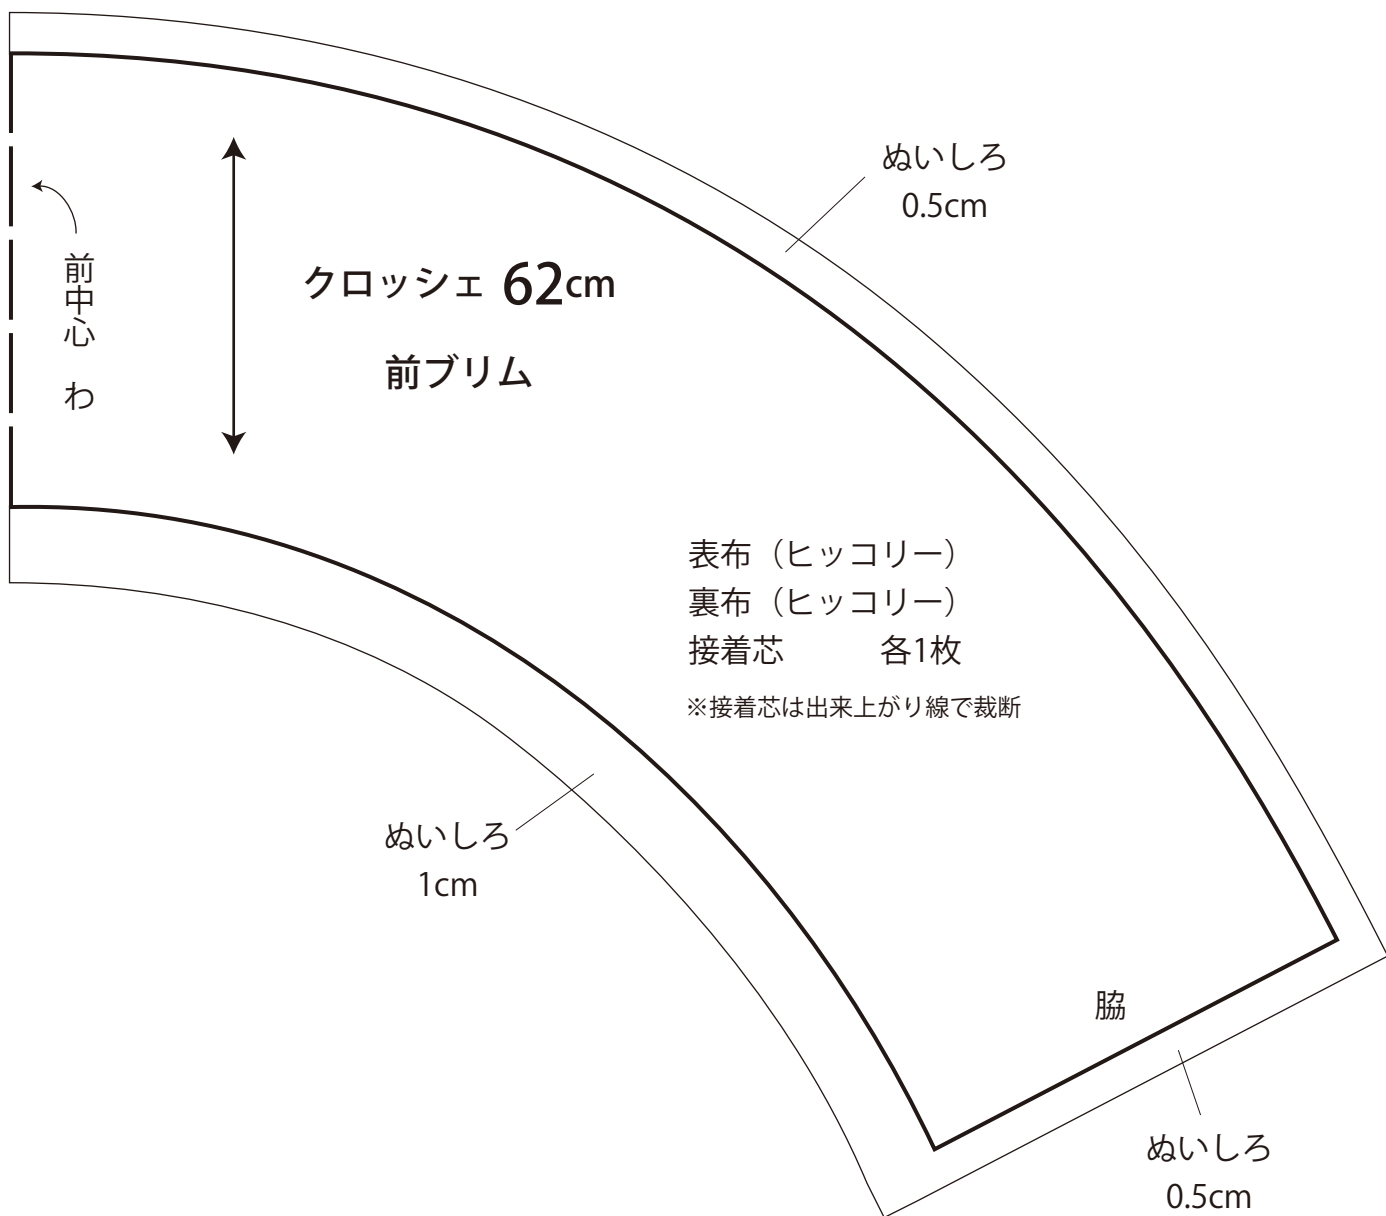 ぬいしろ
0.5cm
前中心 わ
クロッシェ 62cm
前ブリム
表布（ヒッコリー）
裏布（ヒッコリー）
接着芯 各1枚
※接着芯は出来上がり線で裁断
ぬいしろ
1cm
脇
ぬいしろ
0.5cm